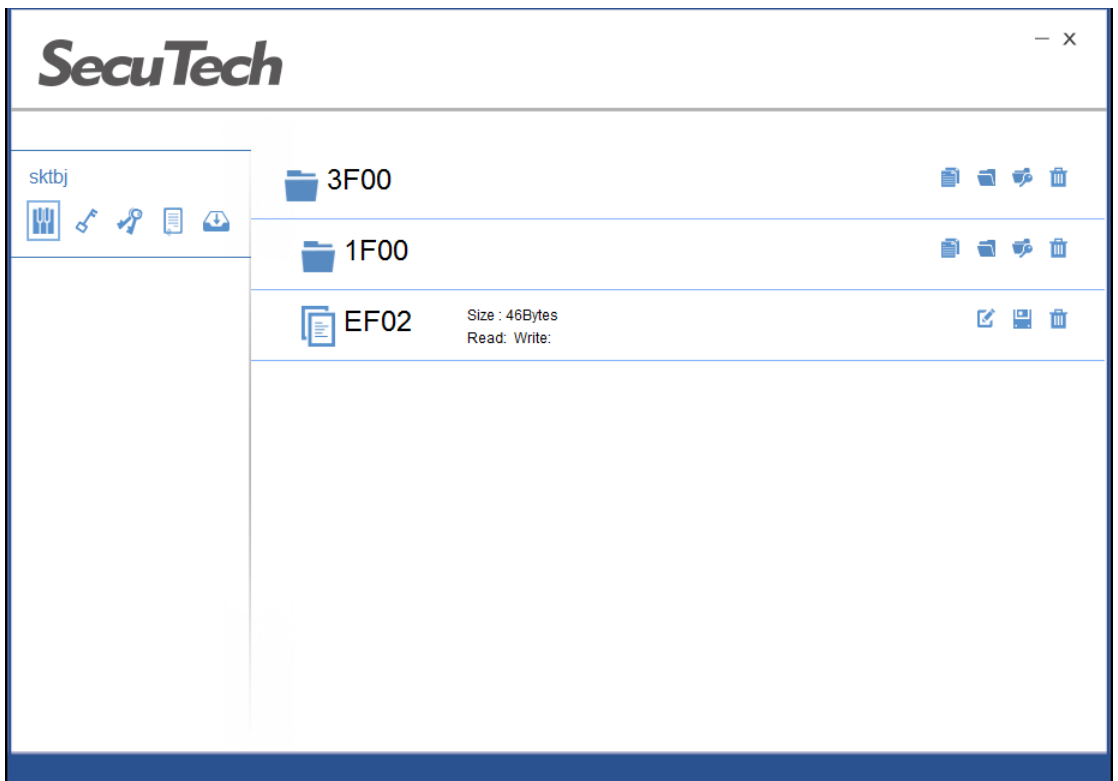 SecuTech
sktbj
3F00
1F00
EF02
Size : 46Bytes
Read: Write: